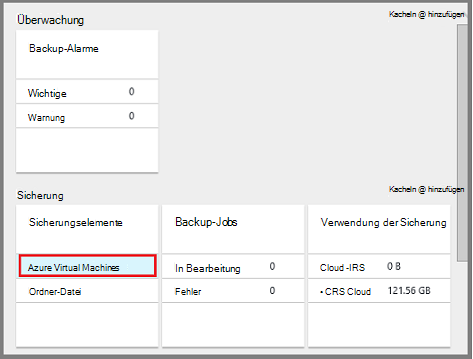 Überwachung
Kacheln @ hinzufügen
Backup-Alarme
Wichtige 0
Warnung 0
Kacheln @ hinzufügen
Sicherung
Sicherungselemente
Azure Virtual Machines
Ordner-Datei
Backup-Jobs
In Bearbeitung 0
Fehler 0
Verwendung der Sicherung
Cloud -IRS 0 B
• CRS Cloud 121.56 GB